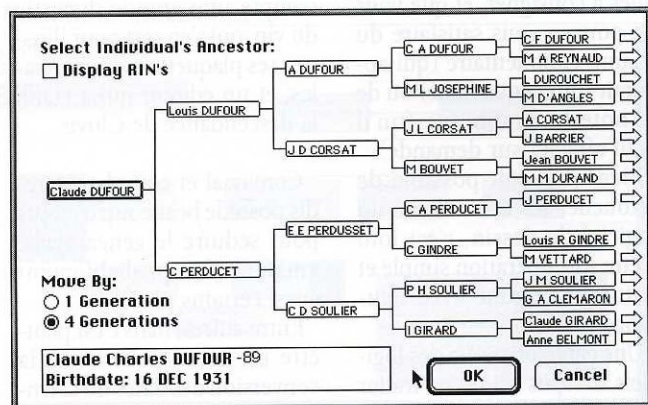 Select Individual's Ancestor:
Display RIN's
Claude DUFOUR
Louis DUFOUR
C PERDUCET
A DUFOUR
J D CORSAT
E E PERDUSSET
C D SOULIER
C A DUFOUR
M L JOSEPHINE
J L CORSAT
M BOUVET
C A PERDUCET
C GINDRE
P H SOULIER
I GIRARD
C F DUFOUR
M A REYNAUD
L DUROUCHET
M D'ANGLES
A CORSAT
J BARRIER
Jean BOUVET
M M DURAND
J PERDUCET
Louis R GINDRE
M VETTARD
J M SOULIER
G A CLEMARON
Claude GIRARD
Anne BELMONT
Move By:
1 Generation
4 Generations
Claude Charles DUFOUR -89
Birthdate: 16 DEC 1931
OK
Cancel